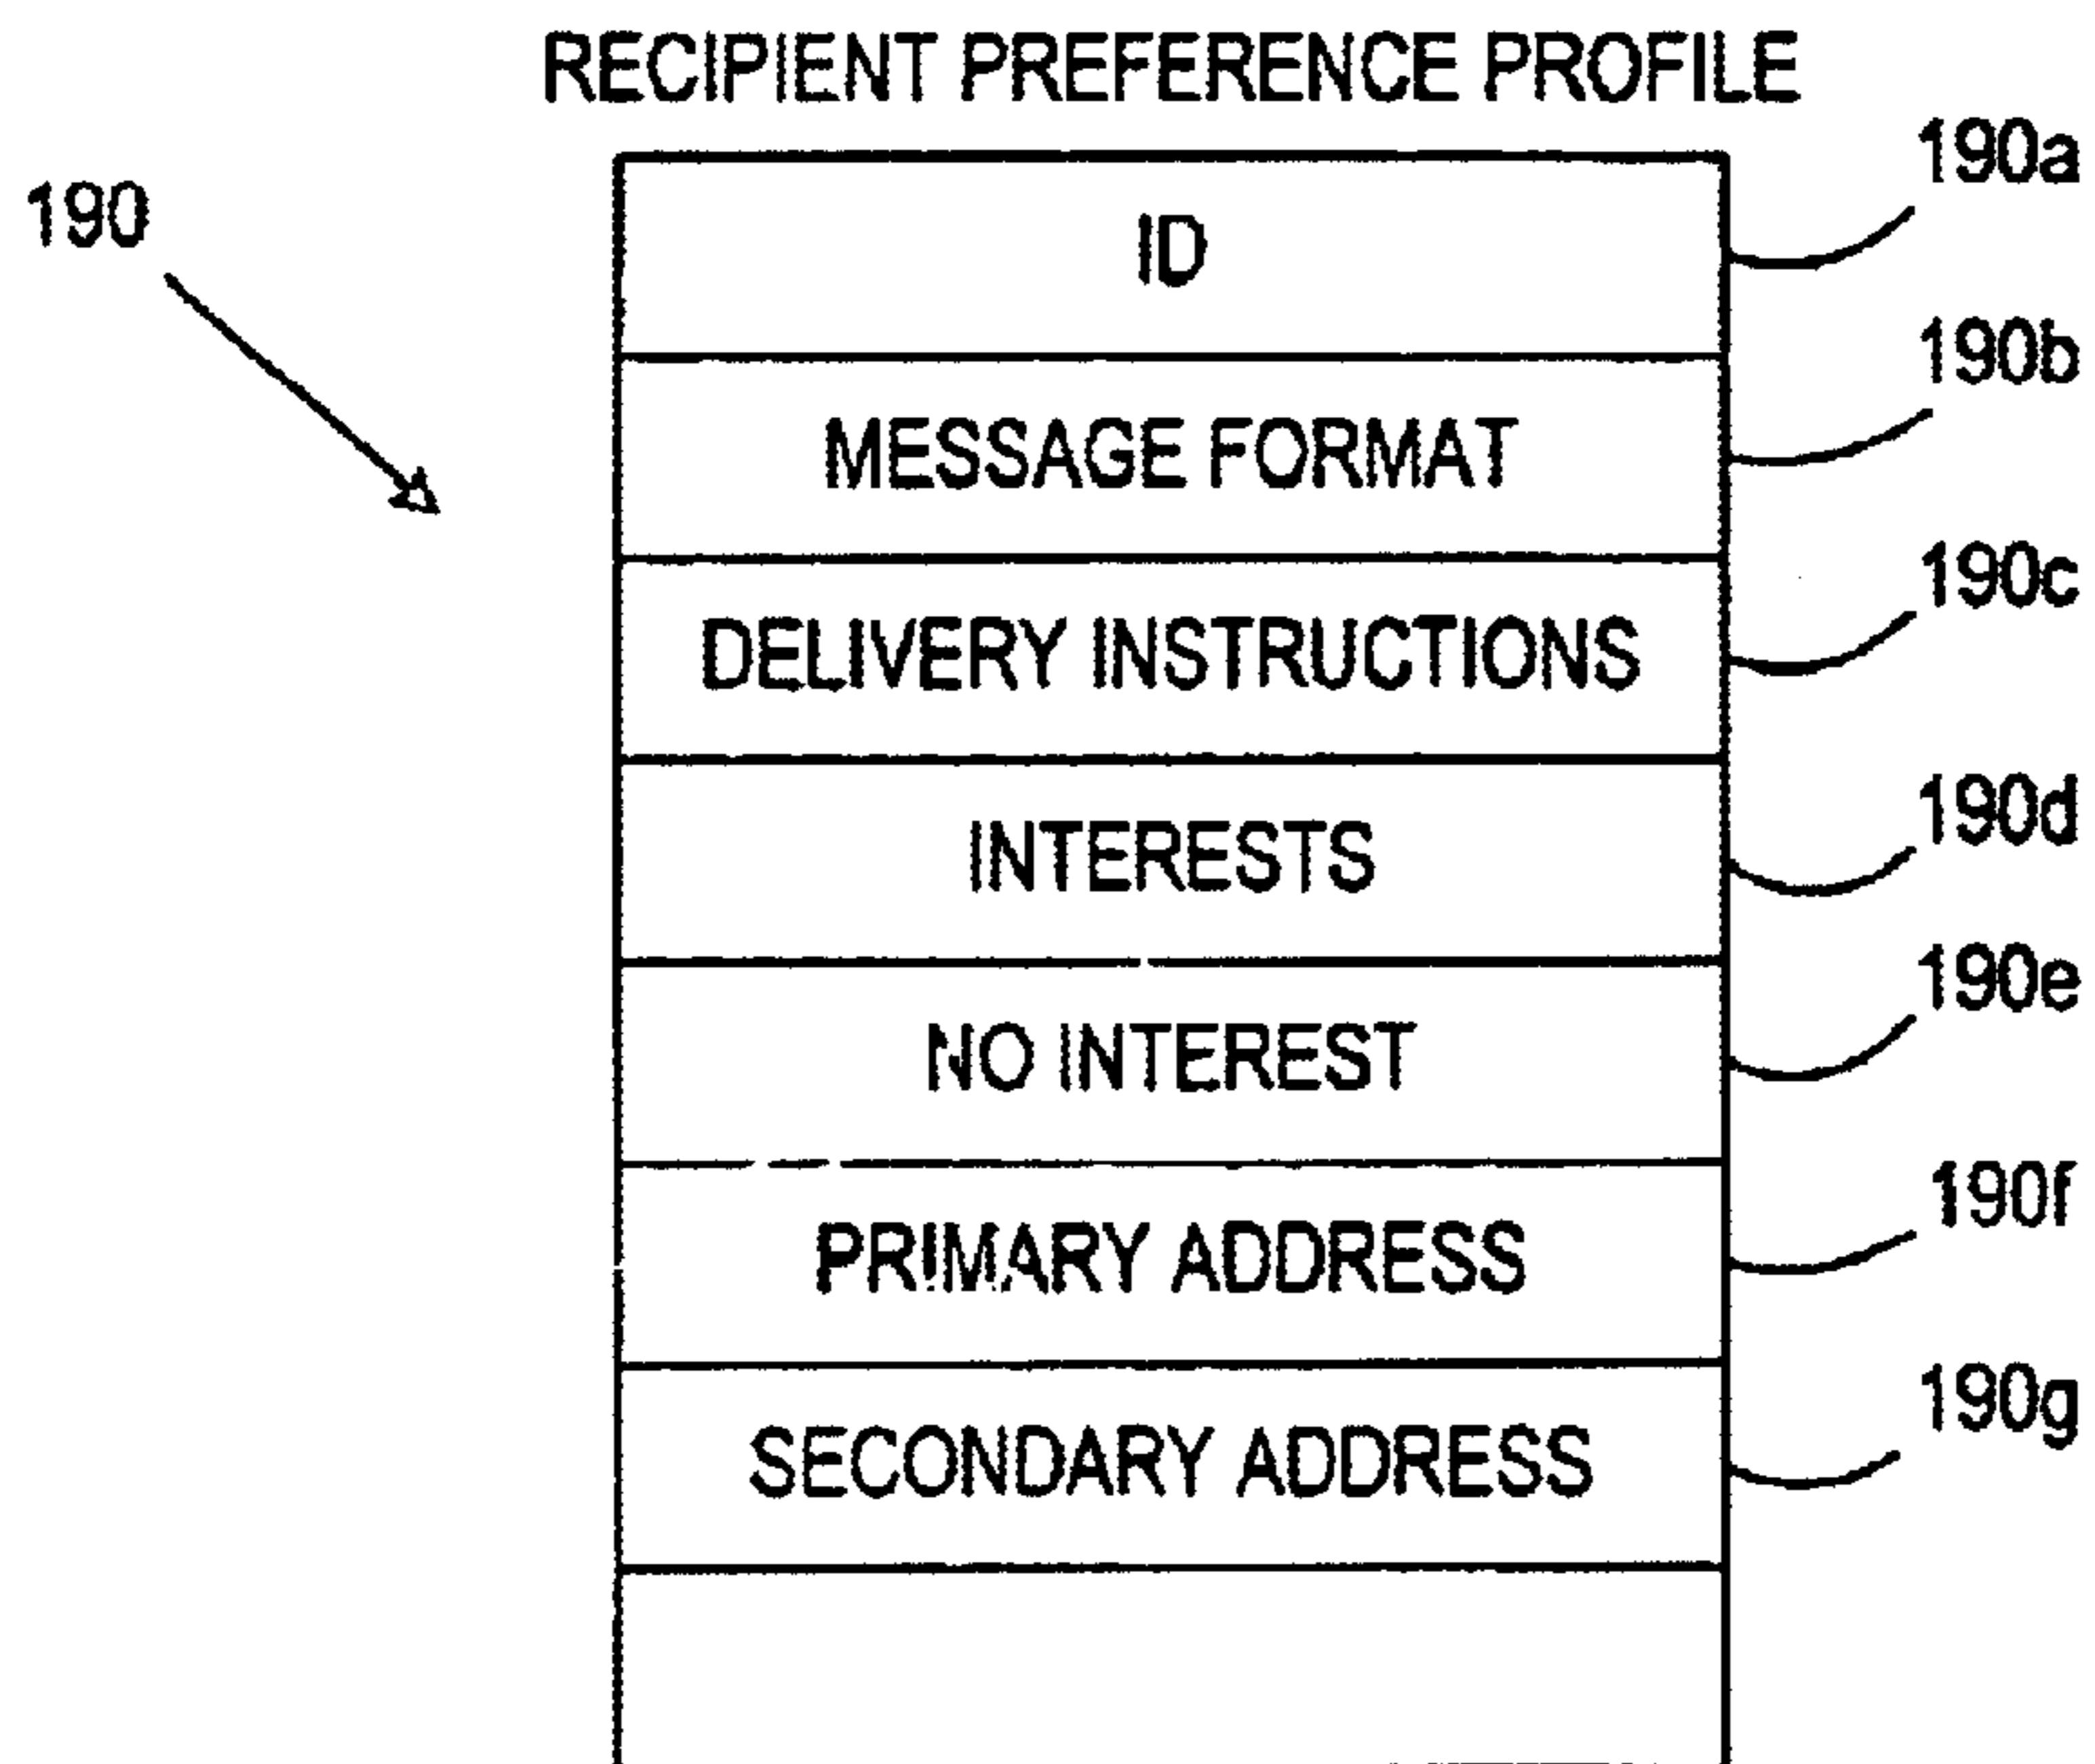 RECIPIENT PREFERENCE PROFILE
190
ID
190a
MESSAGE FORMAT
190b
DELIVERY INSTRUCTIONS
190c
INTERESTS
190d
NO INTEREST
190e
PRIMARY ADDRESS
190f
SECONDARY ADDRESS
190g